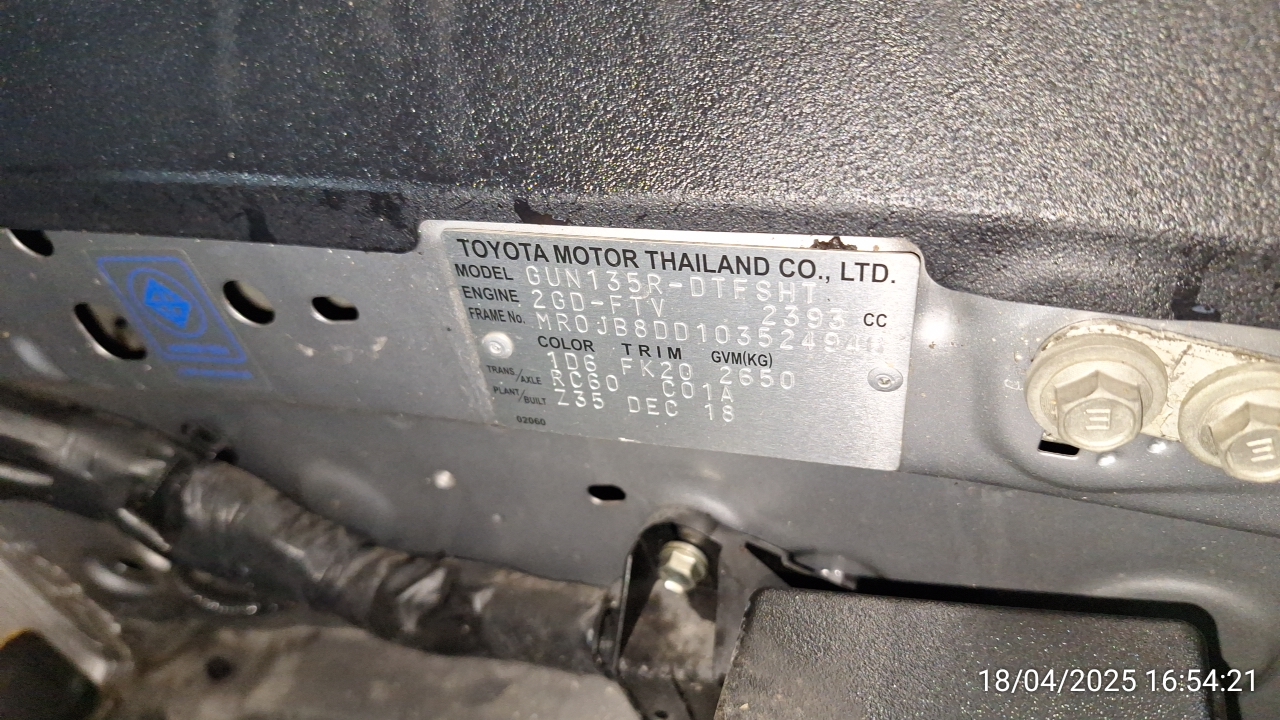 TOYOTA MOTOR THAILAND CO., LTD.
MODEL GUN135R-DTFSHT
ENGINE 2GD-FTV 2393 CC
FRAME No.
COLOR TRIM GVM(KG)
1D6 FK20 2650
TRANS/AXLE RC60 C01A
PLANT/BUILT Z35 DEC 18
02060
18/04/2025 16:54:21